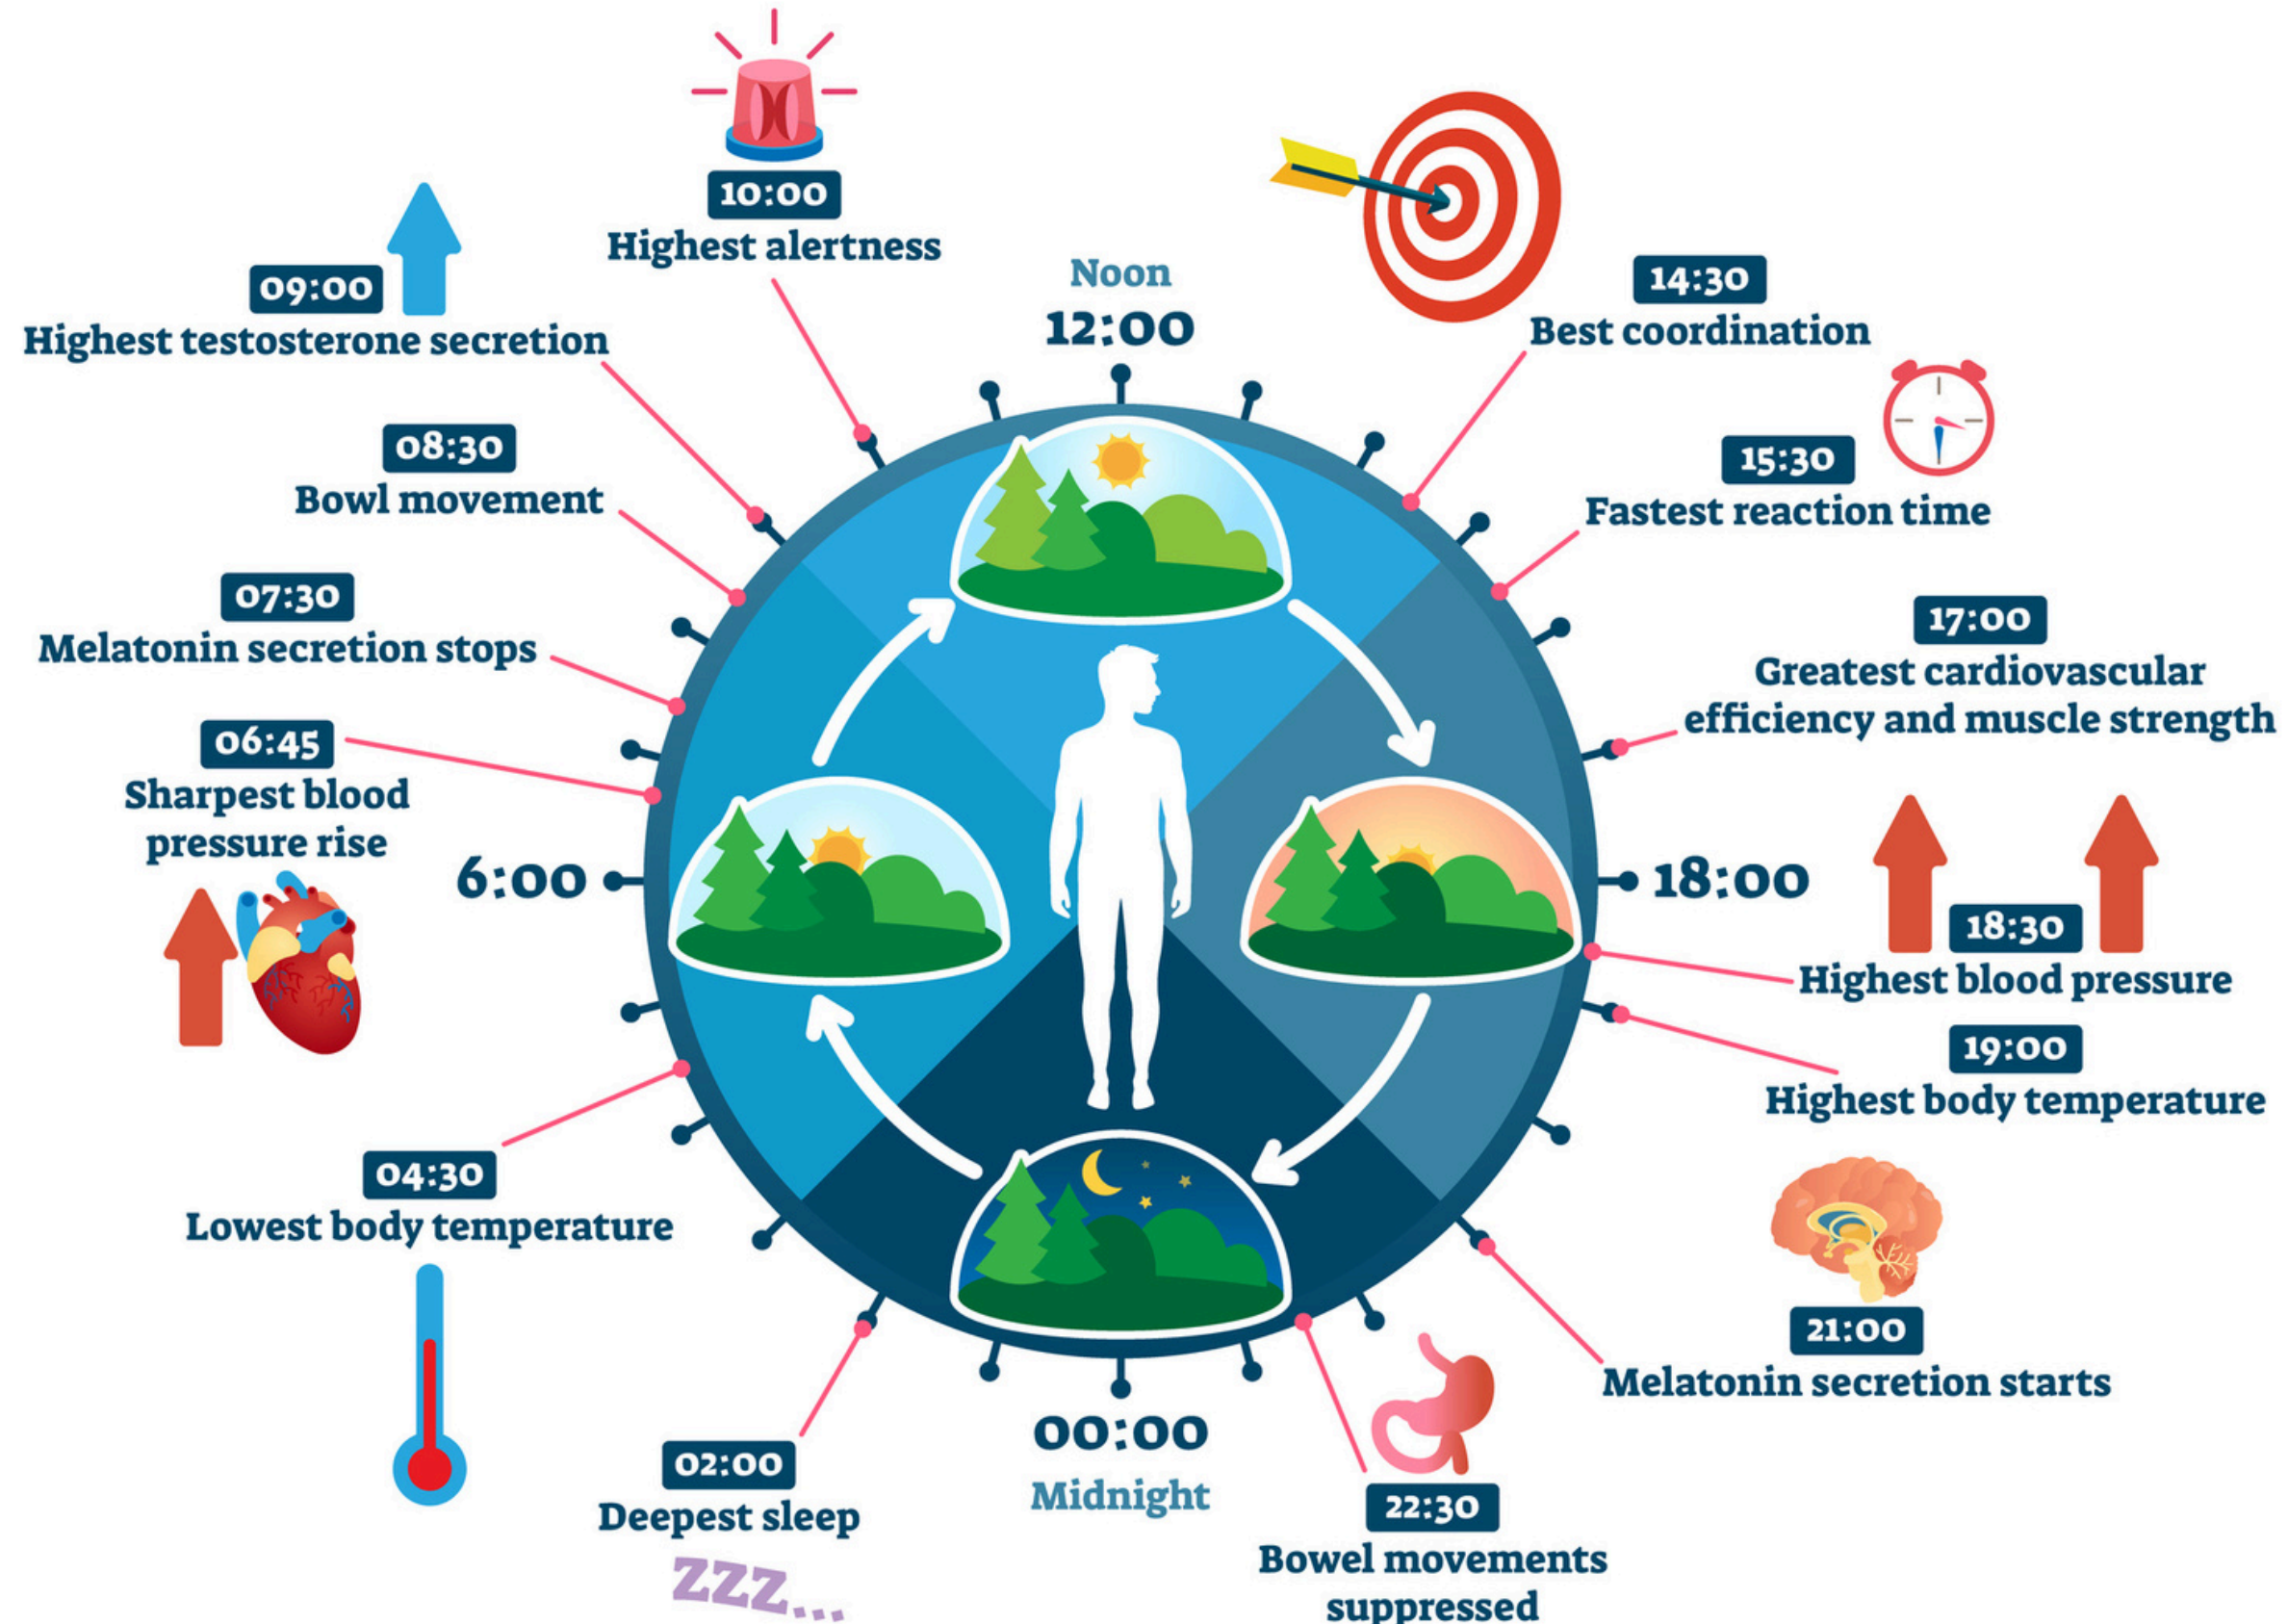 10:00
Highest alertness
Noon
12:00
14:30
Best coordination
15:30
Fastest reaction time
17:00
Greatest cardiovascular
efficiency and muscle strength
18:00
18:30
Highest blood pressure
19:00
Highest body temperature
21:00
Melatonin secretion starts
22:30
Bowel movements
suppressed
00:00
Midnight
02:00
Deepest sleep
ZZZ...
04:30
Lowest body temperature
6:00
06:45
Sharpest blood
pressure rise
07:30
Melatonin secretion stops
08:30
Bowl movement
09:00
Highest testosterone secretion